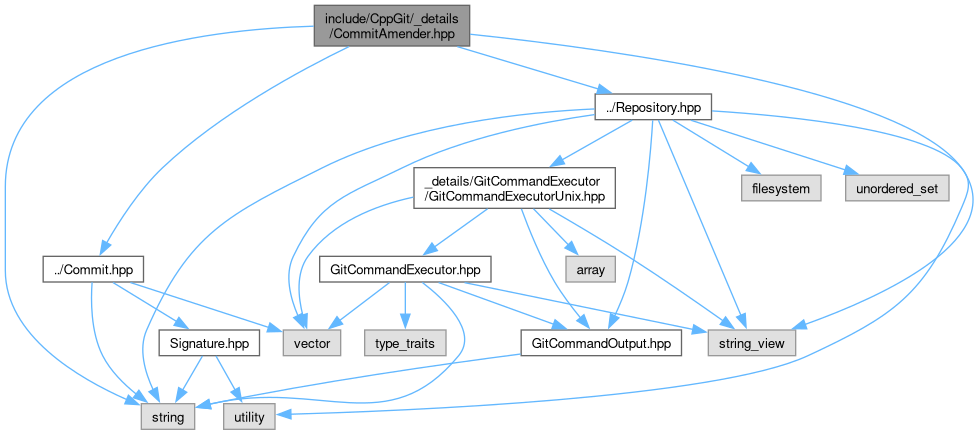 include/CppGit/_details
/CommitAmender.hpp
../Repository.hpp
_details/GitCommandExecutor
/GitCommandExecutorUnix.hpp
filesystem
unordered_set
../Commit.hpp
GitCommandExecutor.hpp
array
Signature.hpp
vector
type_traits
GitCommandOutput.hpp
string_view
string
utility